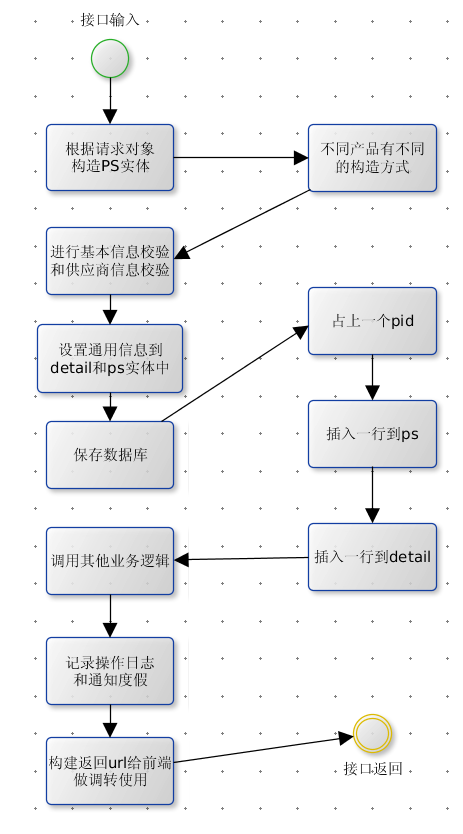 接口输入
根据请求对象
构造PS实体
不同产品有不同
的构造方式
进行基本信息校验
和供应商信息校验
设置通用信息到
detail和ps实体中
保存数据库
占上一个pid
插入一行到ps
插入一行到detail
调用其他业务逻辑
记录操作日志
和通知度假
构建返回url给前端
做调转使用
接口返回